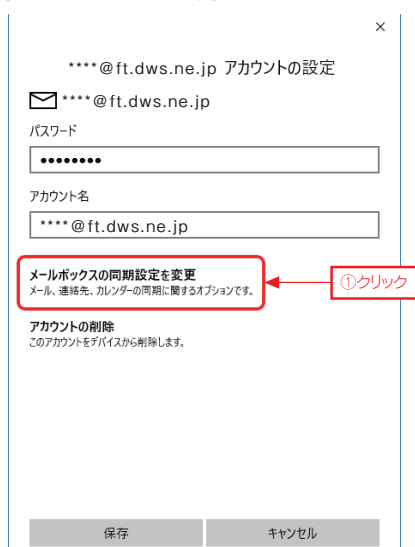 ×
****@ft.dws.ne.jp アカウントの設定
****@ft.dws.ne.jp
パスワード
●●●●●●●●
アカウント名
****@ft.dws.ne.jp
メールボックスの同期設定を変更
メール、連絡先、カレンダーの同期に関するオプションです。
①クリック
アカウントの削除
このアカウントをデバイスから削除します。
保存
キャンセル